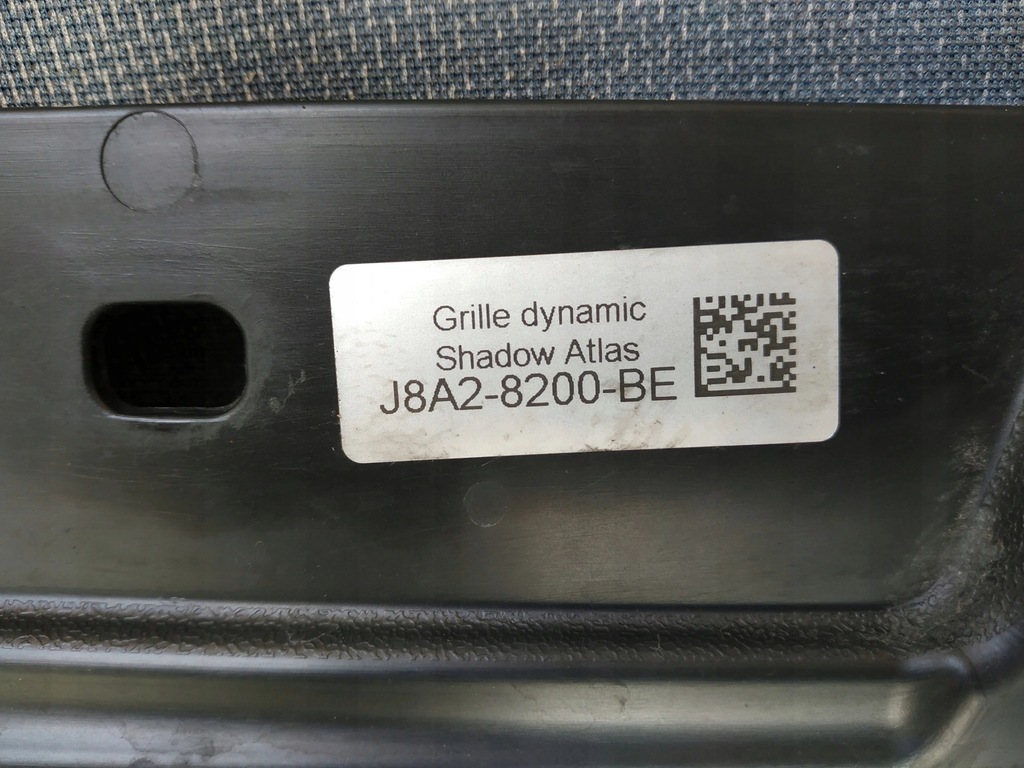 Grille dynamic
Shadow Atlas
J8A2-8200-BE